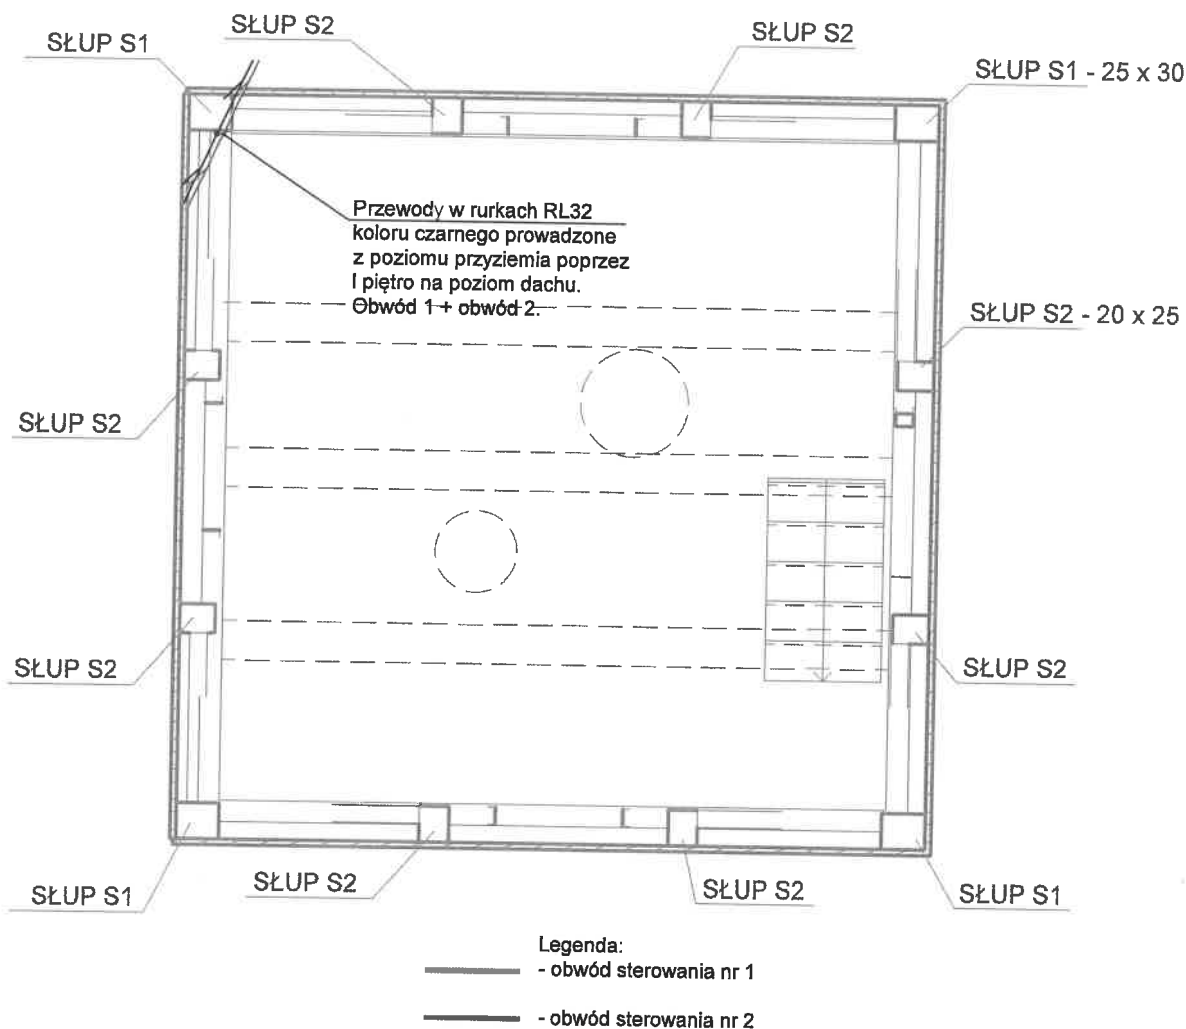 SŁUP S1
SŁUP S2
SŁUP S2
SŁUP S1 - 25 x 30
Przewody w rurkach RL32
koloru czarnego prowadzone
z poziomu przyziemia poprzez
I piętro na poziom dachu.
Obwód 1 + obwód 2.
SŁUP S2 - 20 x 25
SŁUP S2
SŁUP S2
SŁUP S2
SŁUP S1
SŁUP S2
SŁUP S2
SŁUP S1
Legenda:
- obwód sterowania nr 1
- obwód sterowania nr 2